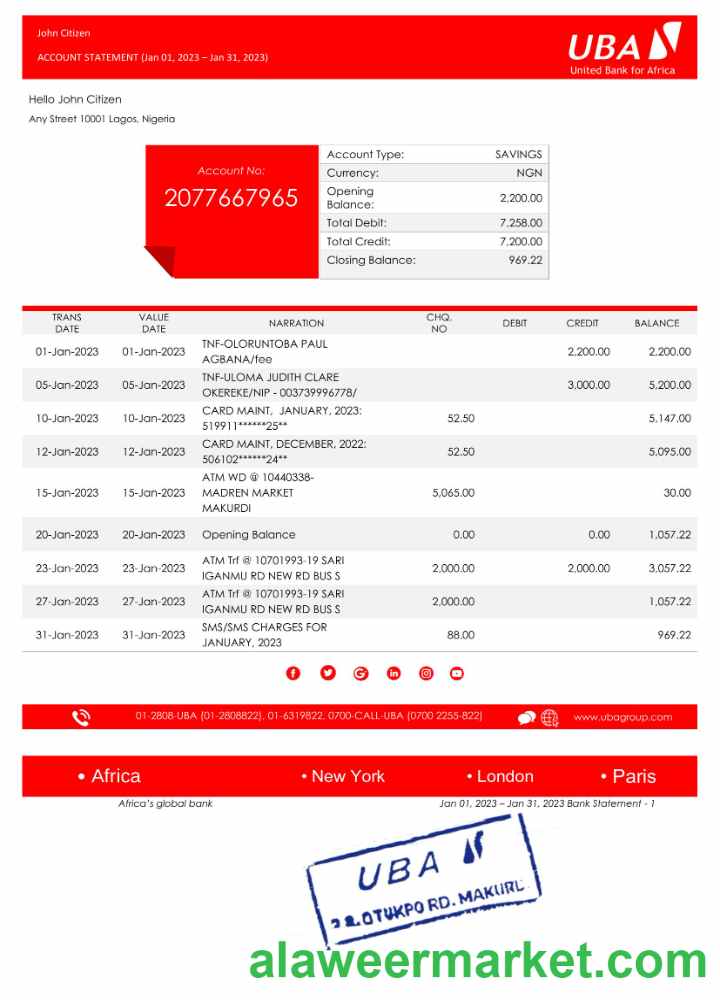 John Citizen
ACCOUNT STATEMENT (Jan 01, 2023 – Jan 31, 2023)
UBA
United Bank for Africa
Hello John Citizen
Any Street 10001 Lagos, Nigeria
Account No:
2077667965
Account Type: SAVINGS
Currency: NGN
Opening
Balance: 2,200.00
Total Debit: 7,258.00
Total Credit: 7,200.00
Closing Balance: 969.22
TRANS DATE VALUE DATE NARRATION CHQ. NO DEBIT CREDIT BALANCE
01-Jan-2023 01-Jan-2023 TNF-OLORUNTOBA PAUL
AGBANA/fee 2,200.00 2,200.00
05-Jan-2023 05-Jan-2023 TNF-ULOMA JUDITH CLARE
OKEREKE/NIP - 003739996778/ 3,000.00 5,200.00
10-Jan-2023 10-Jan-2023 CARD MAINT, JANUARY, 2023:
519911******25** 52.50 5,147.00
12-Jan-2023 12-Jan-2023 CARD MAINT, DECEMBER, 2022:
506102******24** 52.50 5,095.00
15-Jan-2023 15-Jan-2023 ATM WD @ 10440338-
MADREN MARKET
MAKURDI 5,065.00 30.00
20-Jan-2023 20-Jan-2023 Opening Balance 0.00 0.00 1,057.22
23-Jan-2023 23-Jan-2023 ATM Trf @ 10701993-19 SARI
IGANMU RD NEW RD BUS S 2,000.00 2,000.00 3,057.22
27-Jan-2023 27-Jan-2023 ATM Trf @ 10701993-19 SARI
IGANMU RD NEW RD BUS S 2,000.00 1,057.22
31-Jan-2023 31-Jan-2023 SMS/SMS CHARGES FOR
JANUARY, 2023 88.00 969.22
01-2808-UBA (01-2808822), 01-6319822, 0700-CALL-UBA (0700 2255-822) www.ubagroup.com
• Africa • New York • London • Paris
Africa's global bank Jan 01, 2023 – Jan 31, 2023 Bank Statement - 1
UBA
OTUKPO RD. MAKURDI
alaweermarket.com